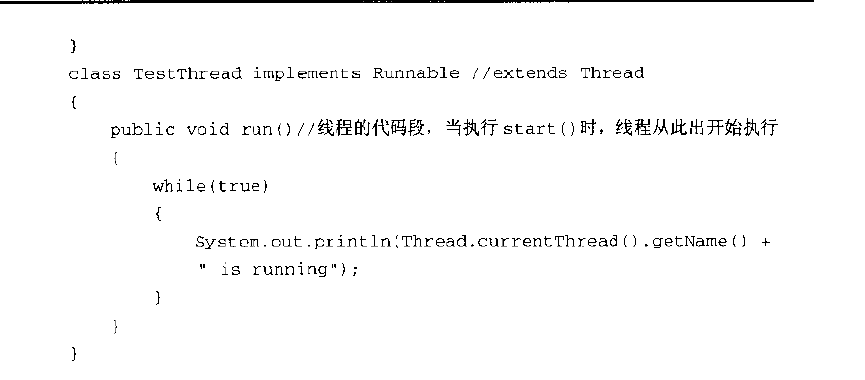 }
class TestThread implements Runnable //extends Thread
{
public void run()//线程的代码段，当执行start()时，线程从此出开始执行
{
while(true)
{
System.out.println(Thread.currentThread().getName() +
" is running");
}
}
}